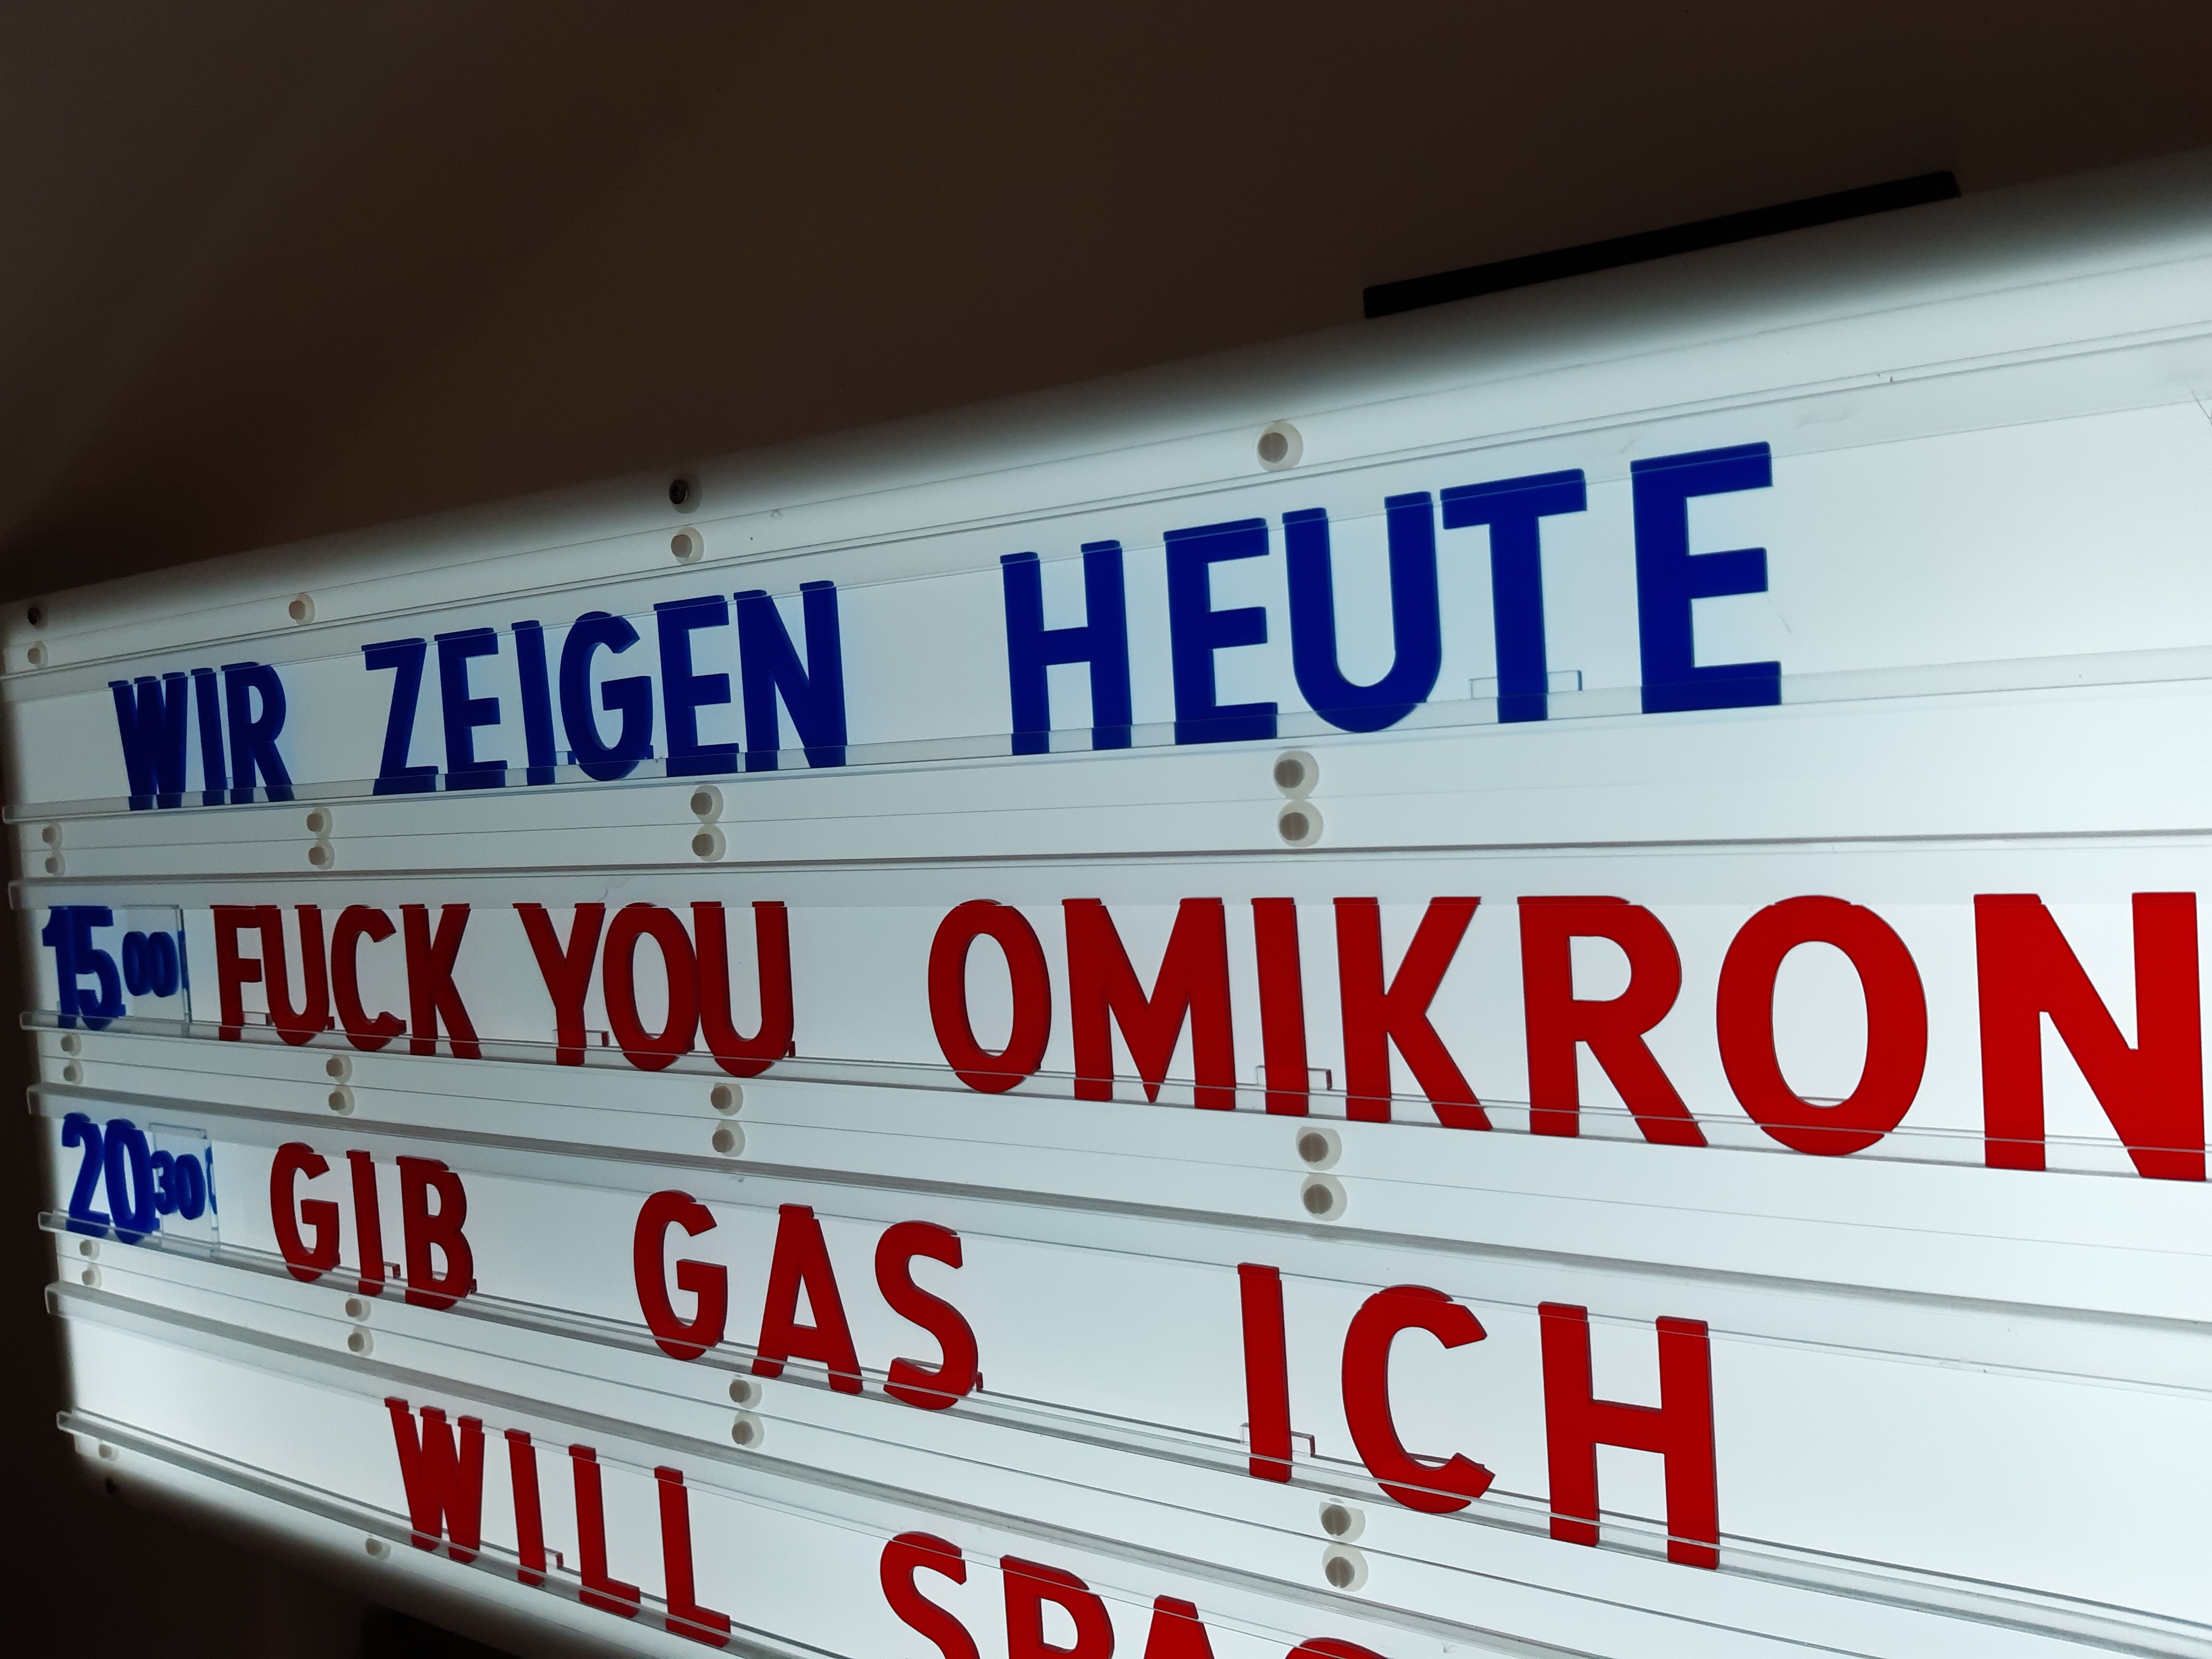 WIR ZEIGEN HEUTE
15 00 FUCK YOU OMIKRON
20 30 GIB GAS ICH
WILL